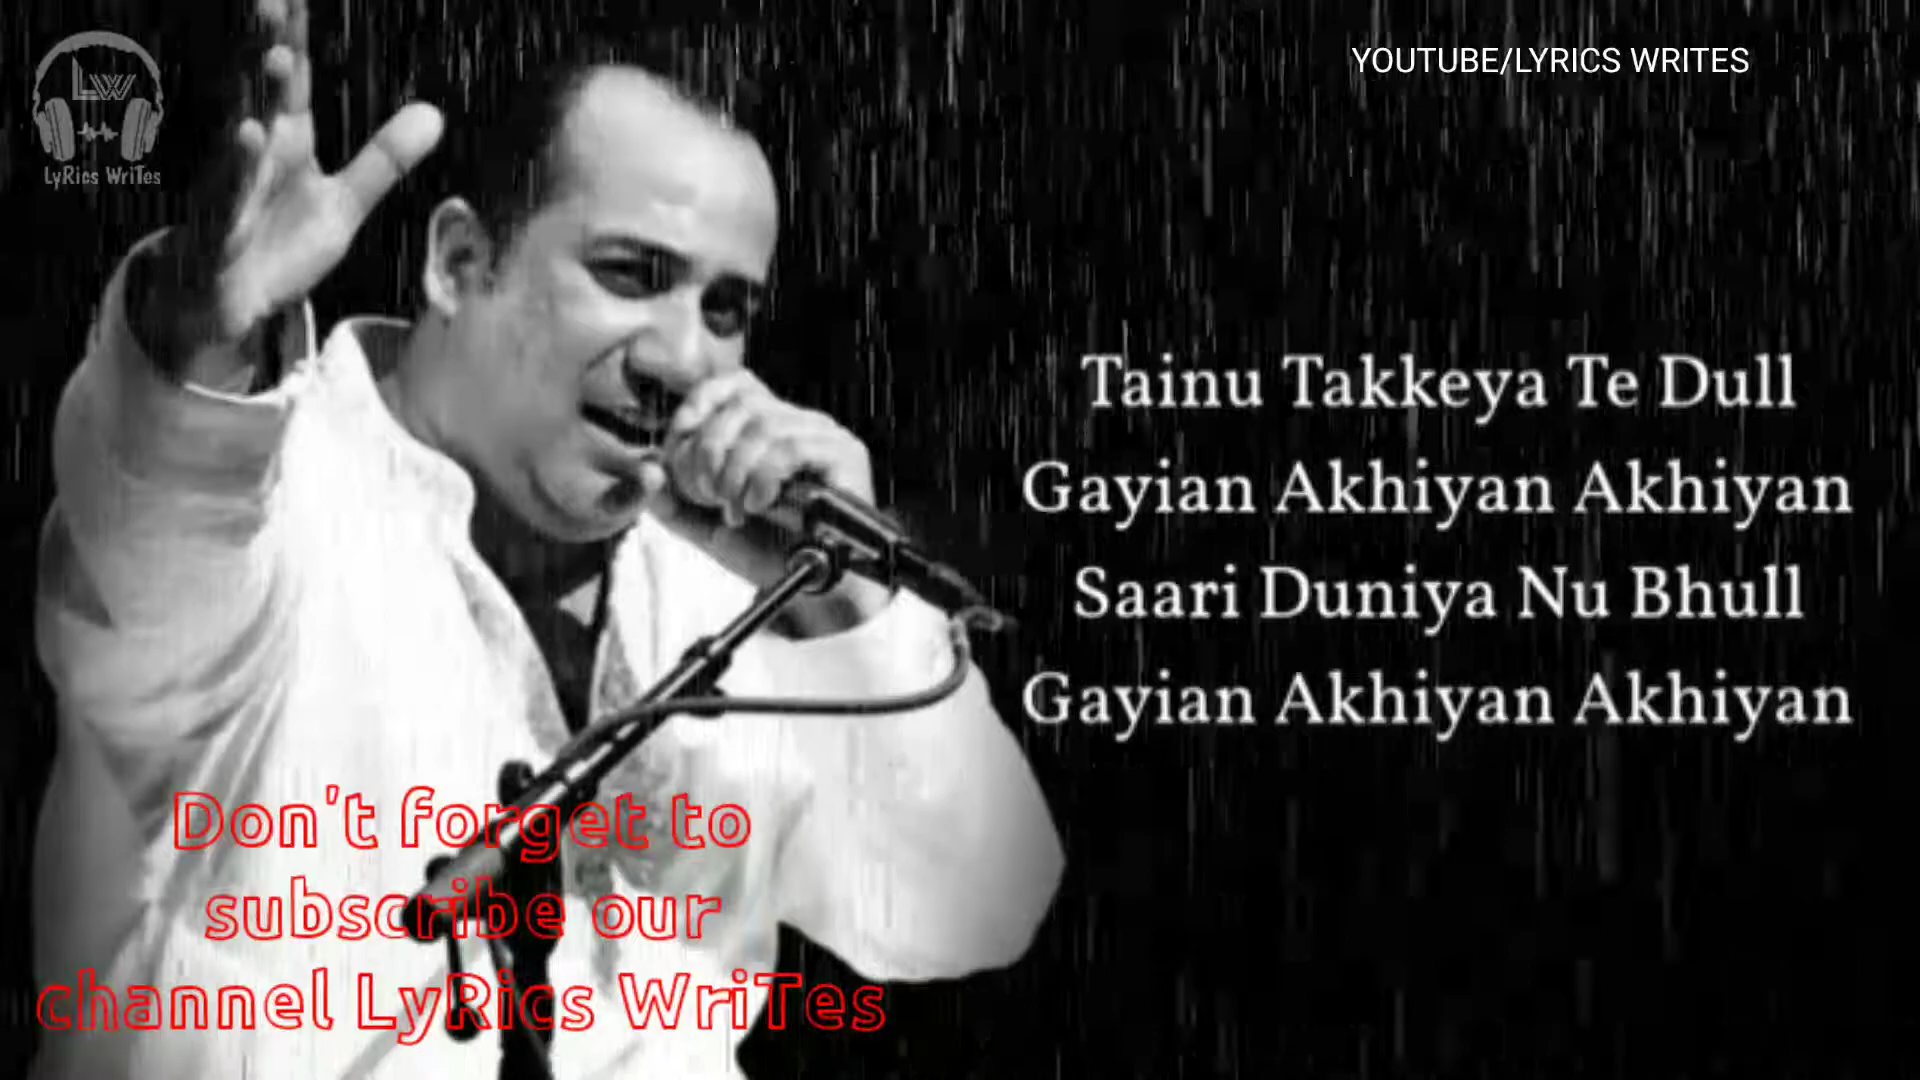 LW
LyRics WriTes
YOUTUBE/LYRICS WRITES
Tainu Takkeya Te Dull
Gayian Akhiyan Akhiyan
Saari Duniya Nu Bhull
Gayian Akhiyan Akhiyan
Don't forget to
subscribe our
channel LyRics WriTes